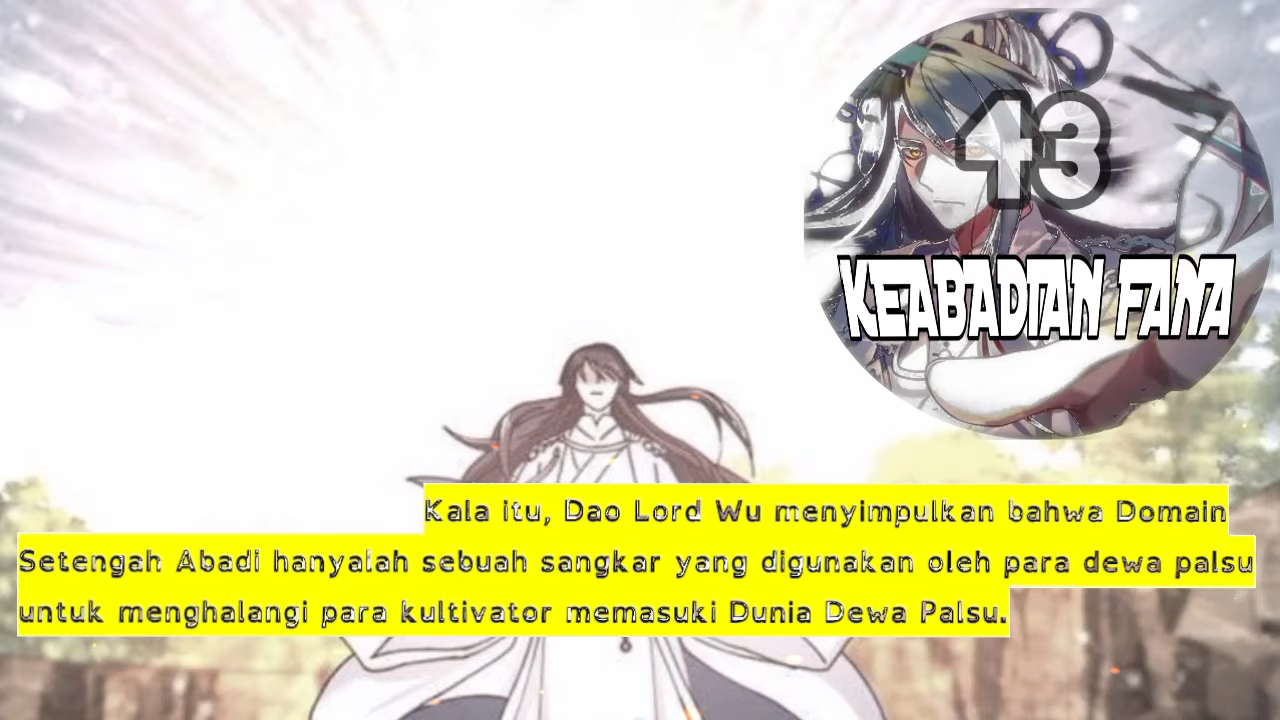 43
KEABADIAN FANA
Kala itu, Dao Lord Wu menyimpulkan bahwa Domain
Setengah Abadi hanyalah sebuah sangkar yang digunakan oleh para dewa palsu
untuk menghalangi para kultivator memasuki Dunia Dewa Palsu.